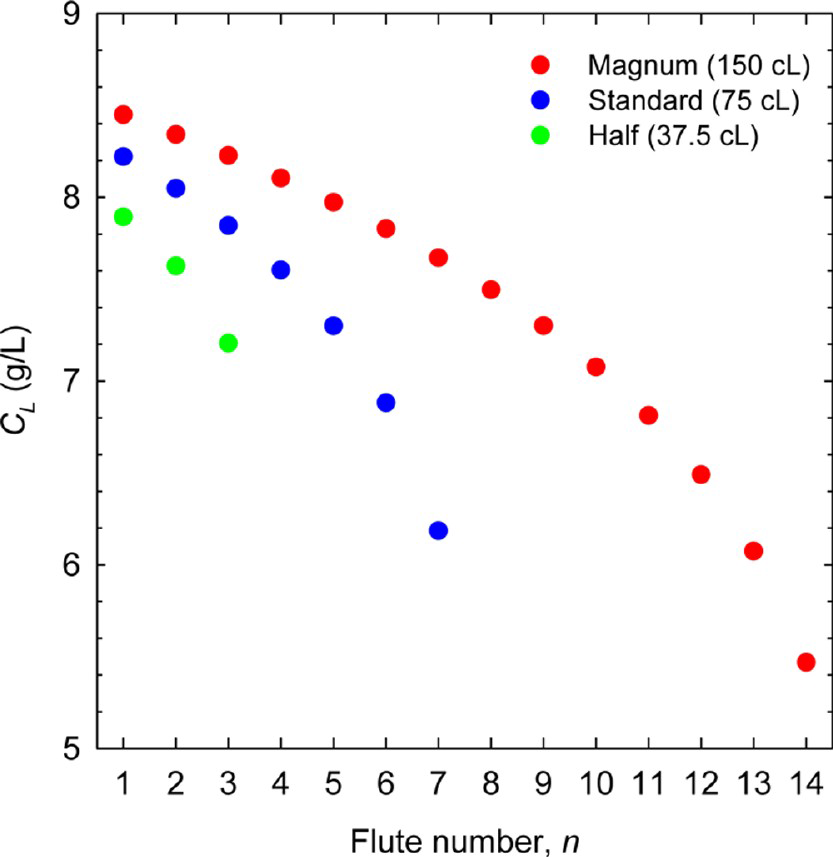 9
8
7
6
5
C_L (g/L)
Magnum (150 cL)
Standard (75 cL)
Half (37.5 cL)
1 2 3 4 5 6 7 8 9 10 11 12 13 14
Flute number, n